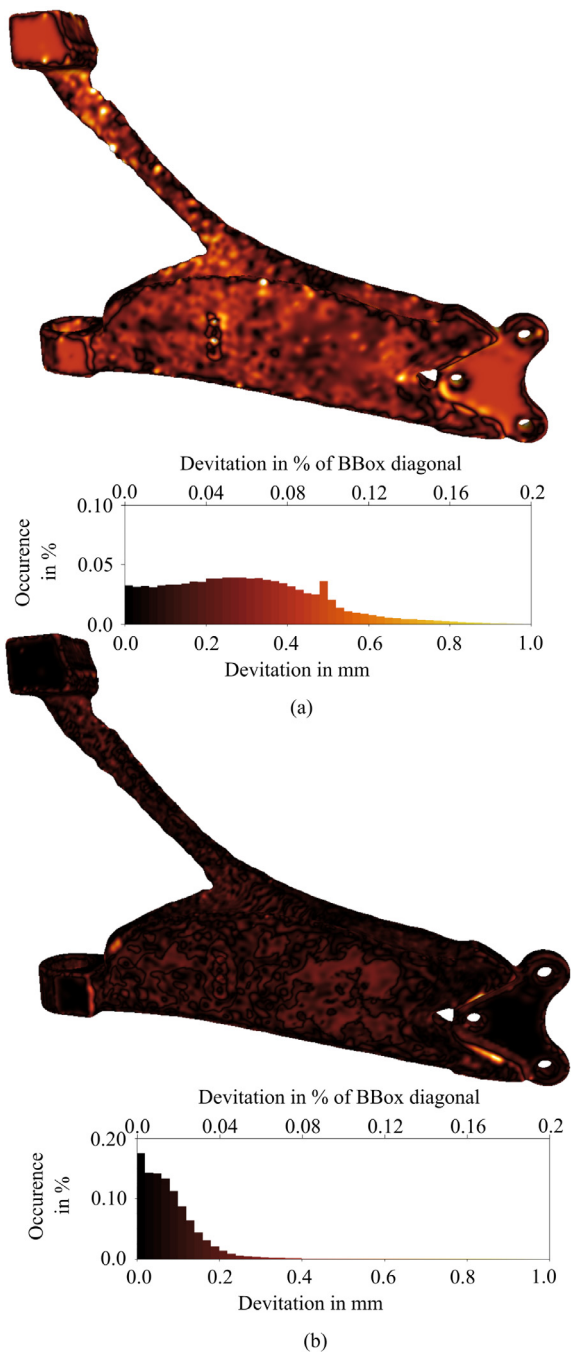 Devitation in % of BBox diagonal
0.0 0.04 0.08 0.12 0.16 0.2
0.10
0.05
0.0
Occurence
in %
0.0 0.2 0.4 0.6 0.8 1.0
Devitation in mm
(a)
Devitation in % of BBox diagonal
0.0 0.04 0.08 0.12 0.16 0.2
0.20
0.10
0.0
Occurence
in %
0.0 0.2 0.4 0.6 0.8 1.0
Devitation in mm
(b)